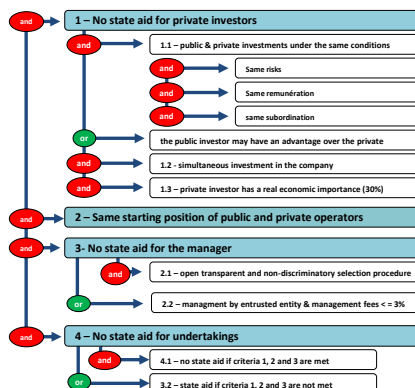 and
1 – No state aid for private investors
and
1.1 – public & private investments under the same conditions
and
Same risks
and
Same remunération
and
same subordination
or
the public investor may have an advantage over the private
and
1.2 - simultaneous investment in the company
and
1.3 – private investor has a real economic importance (30%)
and
2 – Same starting position of public and private operators
and
3- No state aid for the manager
and
2.1 – open transparent and non-discriminatory selection procedure
or
2.2 – managment by entrusted entity & management fees < = 3%
and
4 – No state aid for undertakings
and
4.1 – no state aid if criteria 1, 2 and 3 are met
or
3.2 – state aid if criteria 1, 2 and 3 are not met